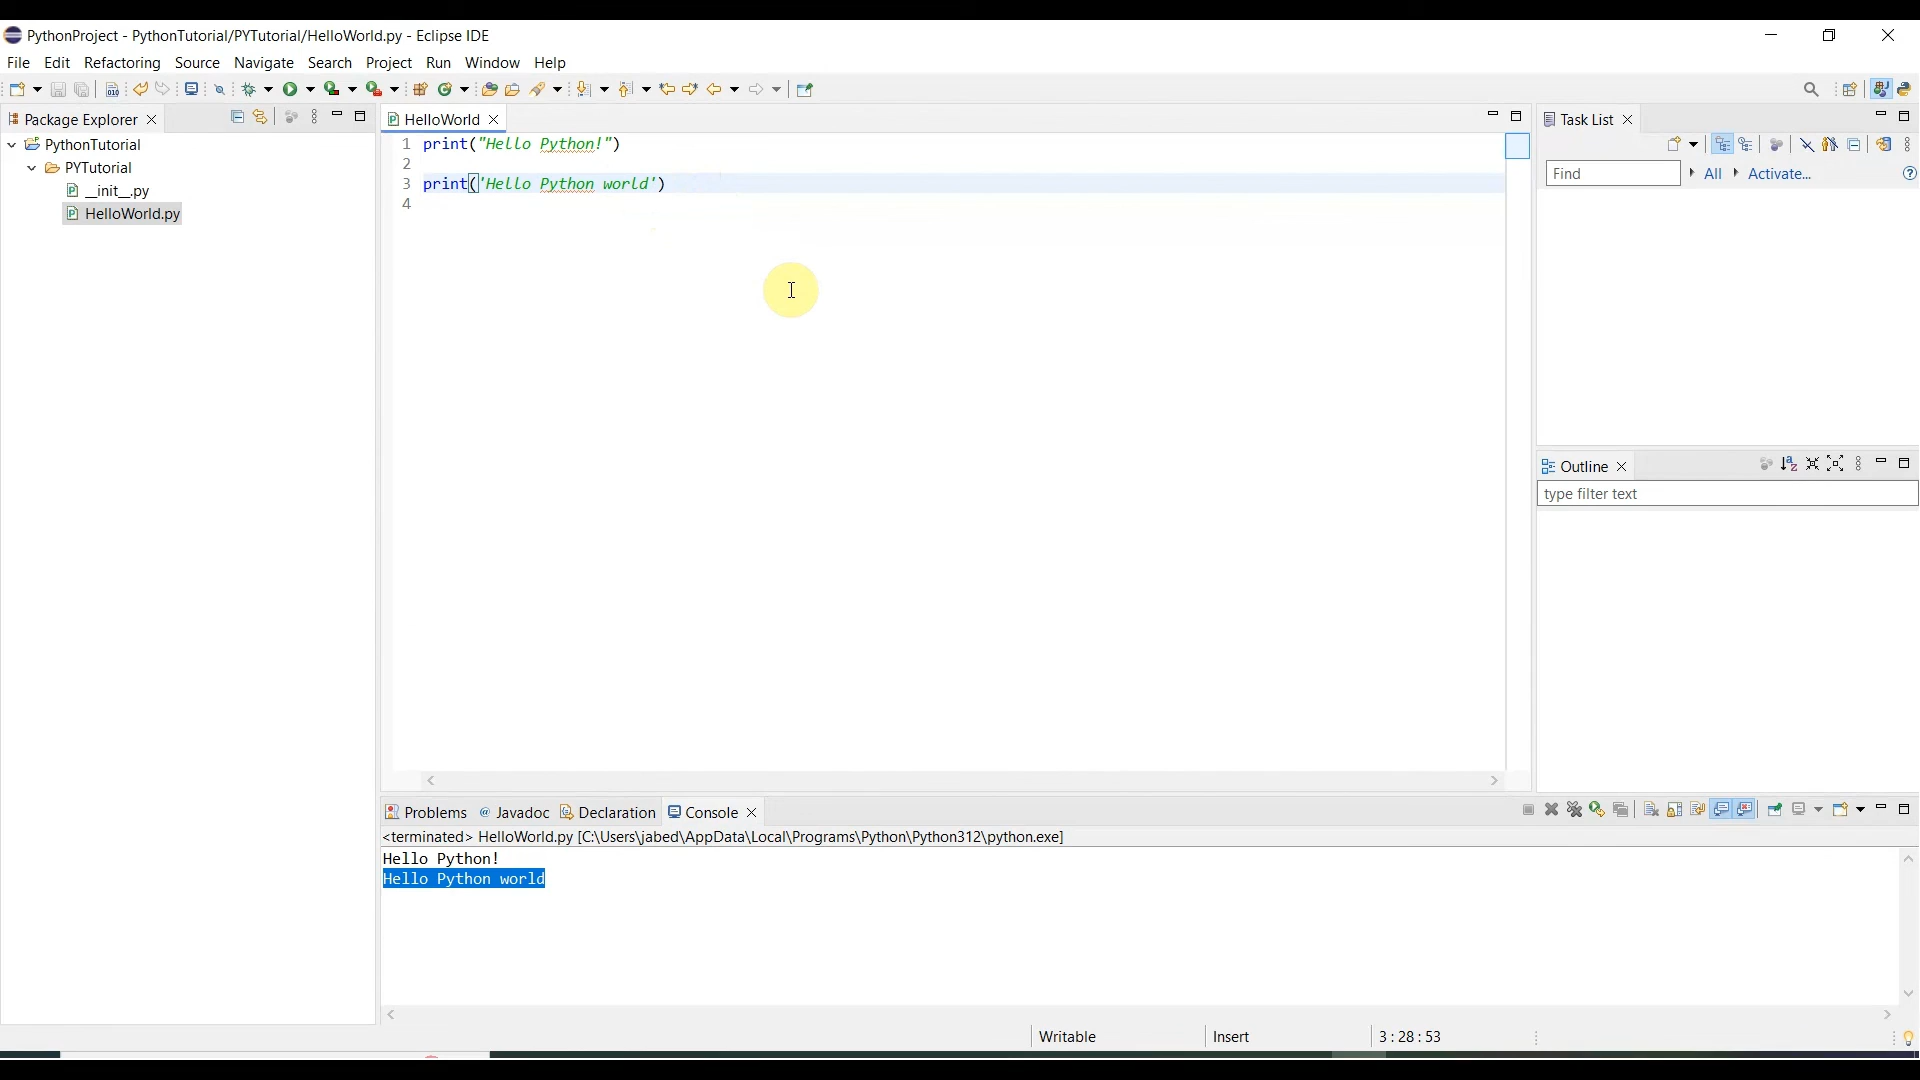 PythonProject - PythonTutorial/PYTutorial/HelloWorld.py - Eclipse IDE
File Edit Refactoring Source Navigate Search Project Run Window Help
Package Explorer
PythonTutorial
PYTutorial
__init__.py
HelloWorld.py
HelloWorld
1 print("Hello Python!")
2
3 print('Hello Python world')
4
Task List
Find All Activate...
Outline
type filter text
Problems @ Javadoc Declaration Console
<terminated> HelloWorld.py [C:\Users\jabed\AppData\Local\Programs\Python\Python312\python.exe]
Hello Python!
Hello Python world
Writable Insert 3 : 28 : 53